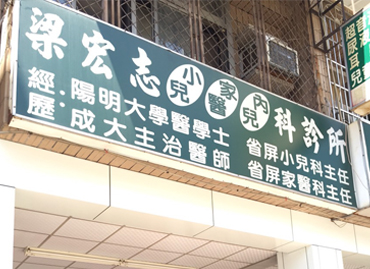 梁宏志小兒家醫內兒科診所
經歷:陽明大學醫學士 省屏小兒科主任
:成大主治醫師 省屏家醫科主任